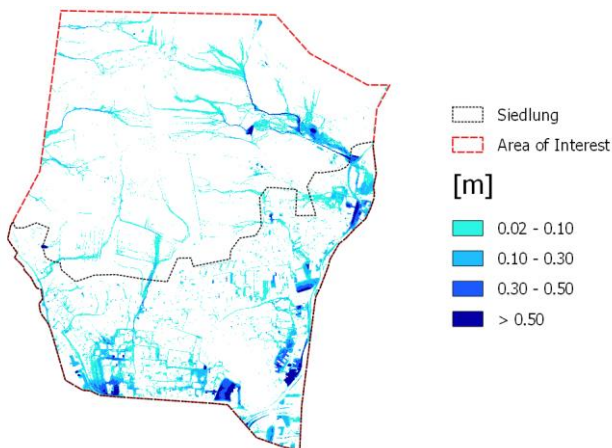 Siedlung
Area of Interest
[m]
0.02 - 0.10
0.10 - 0.30
0.30 - 0.50
> 0.50